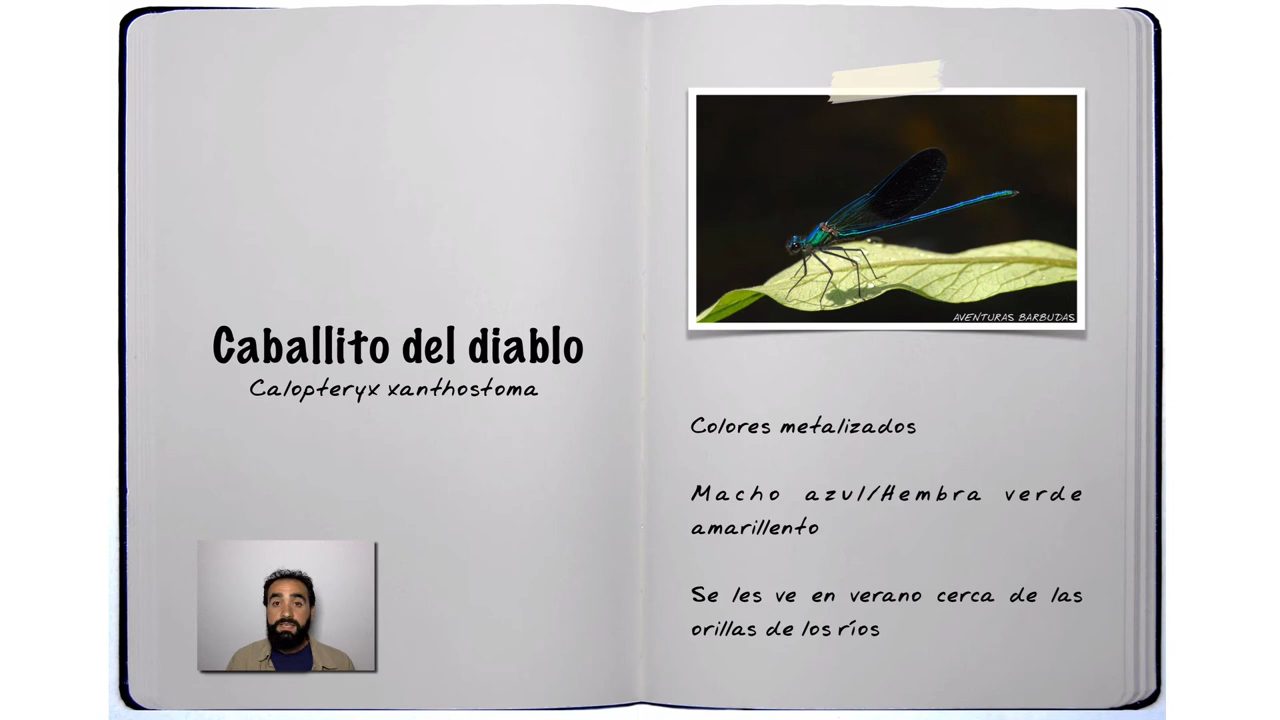 Caballito del diablo
Calopteryx xanthostoma
AVENTURAS BARBUDAS
Colores metalizados
Macho azul/Hembra verde
amarillento
Se les ve en verano cerca de las
orillas de los ríos